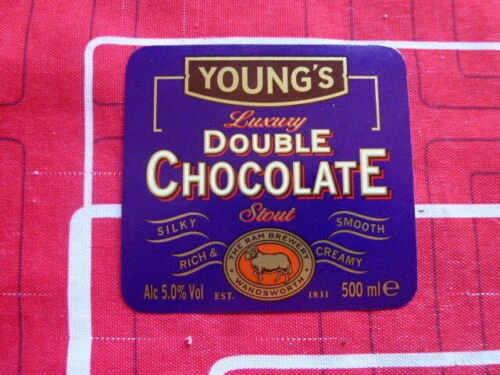 YOUNG'S
Luxury
DOUBLE
CHOCOLATE
Stout
SILKY
SMOOTH
RICH &
CREAMY
THE RAM BREWERY
WANDSWORTH
Alc 5.0% Vol
EST. 1831
500 ml e